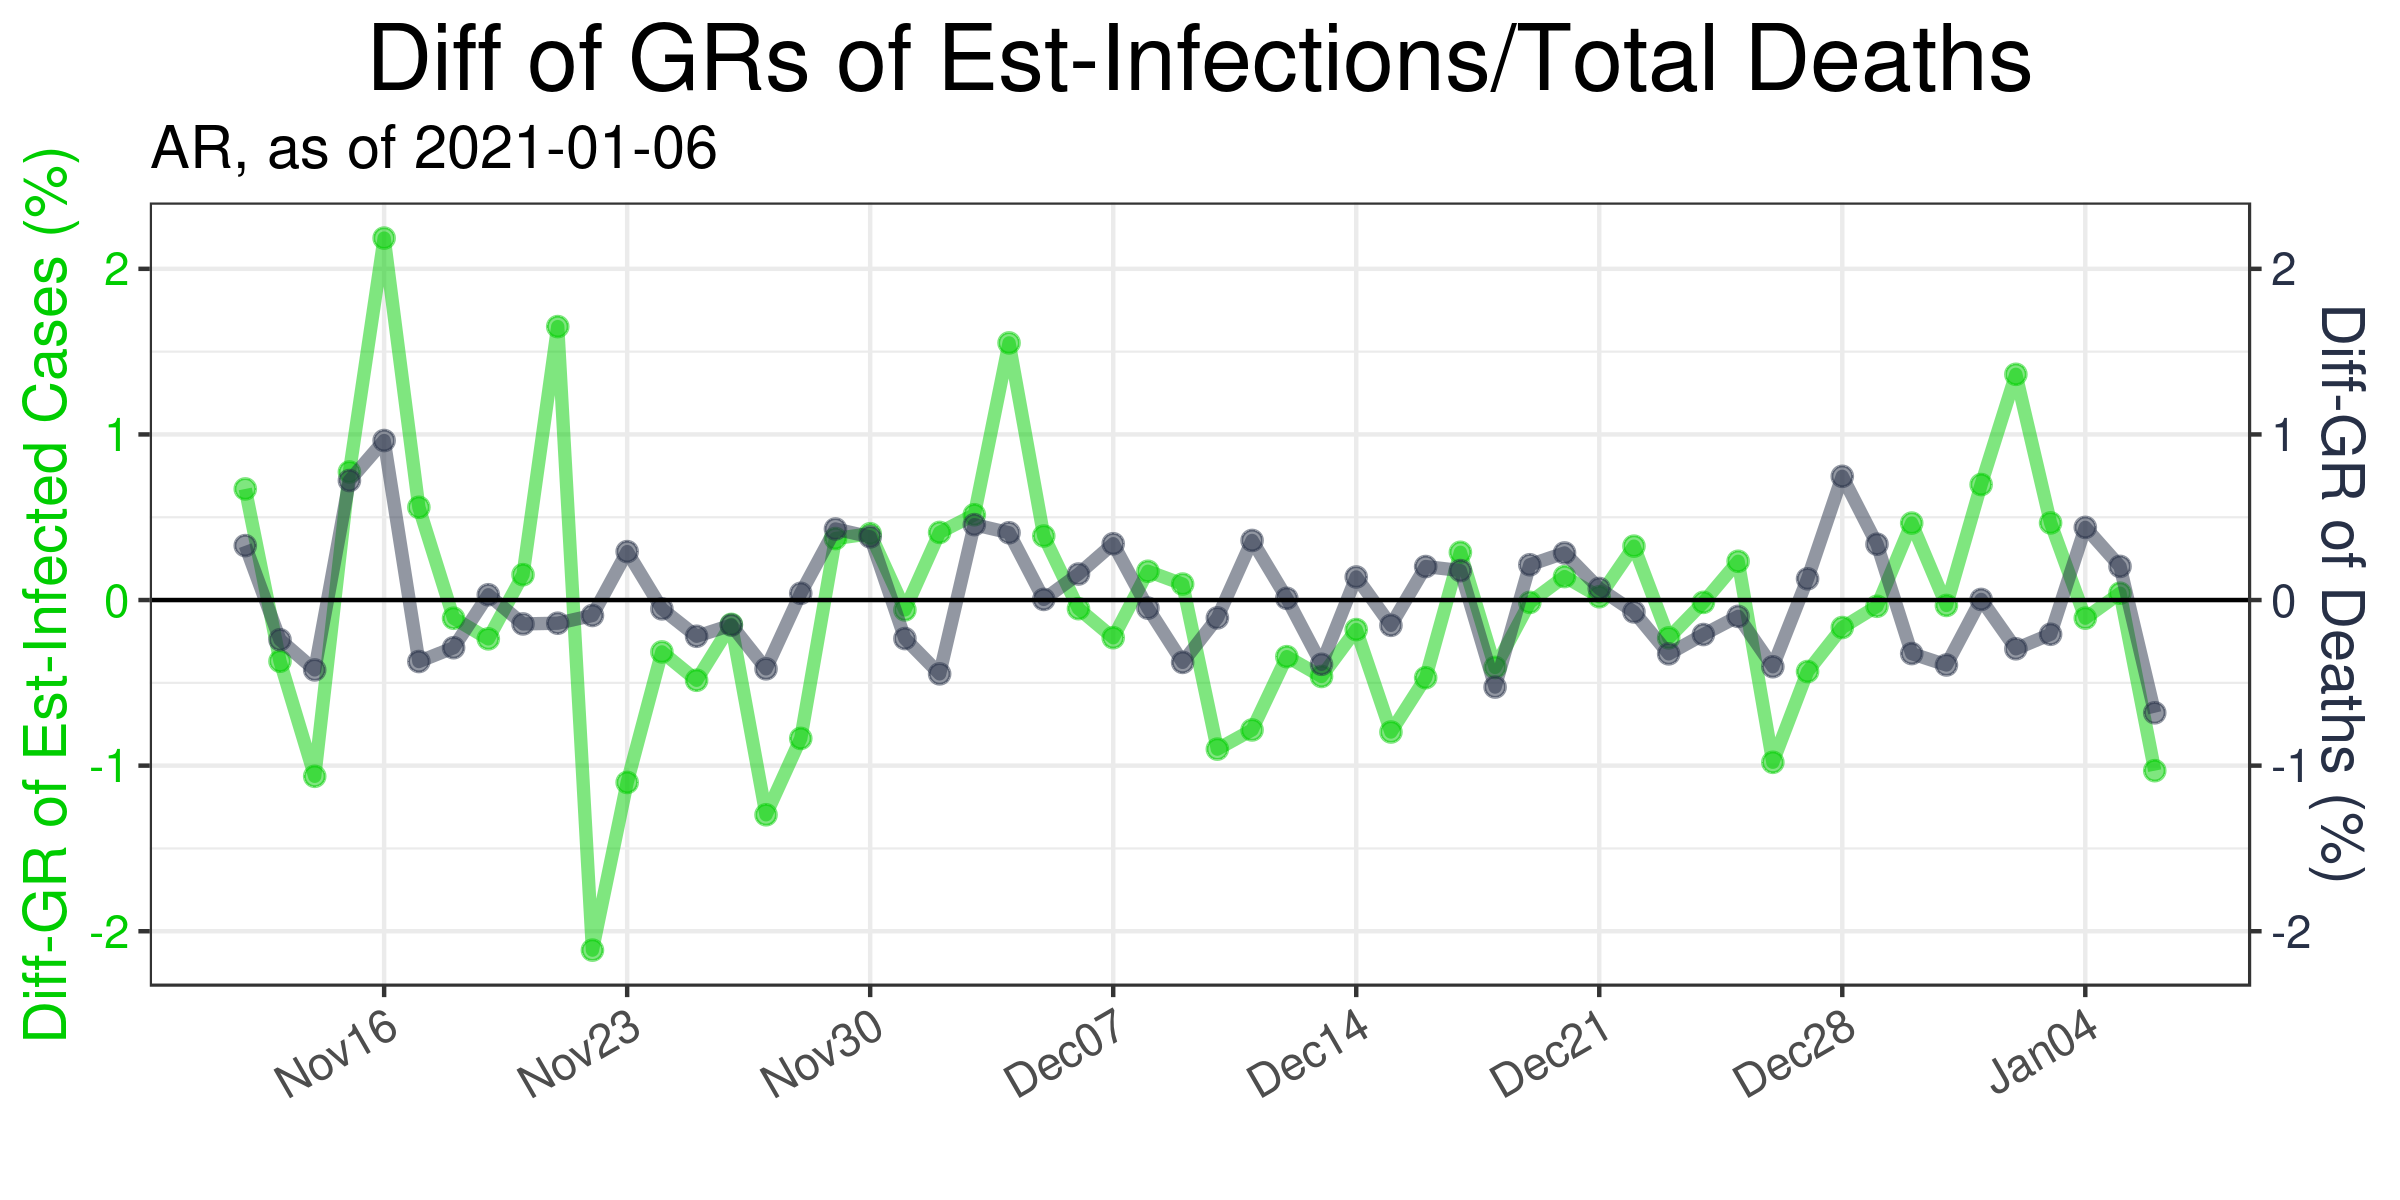 Diff of GRs of Est-Infections/Total Deaths
AR, as of 2021-01-06
Diff-GR of Est-Infected Cases (%)
2
1
0
-1
-2
2
1
0
-1
-2
Diff-GR of Deaths (%)
Nov16
Nov23
Nov30
Dec07
Dec14
Dec21
Dec28
Jan04